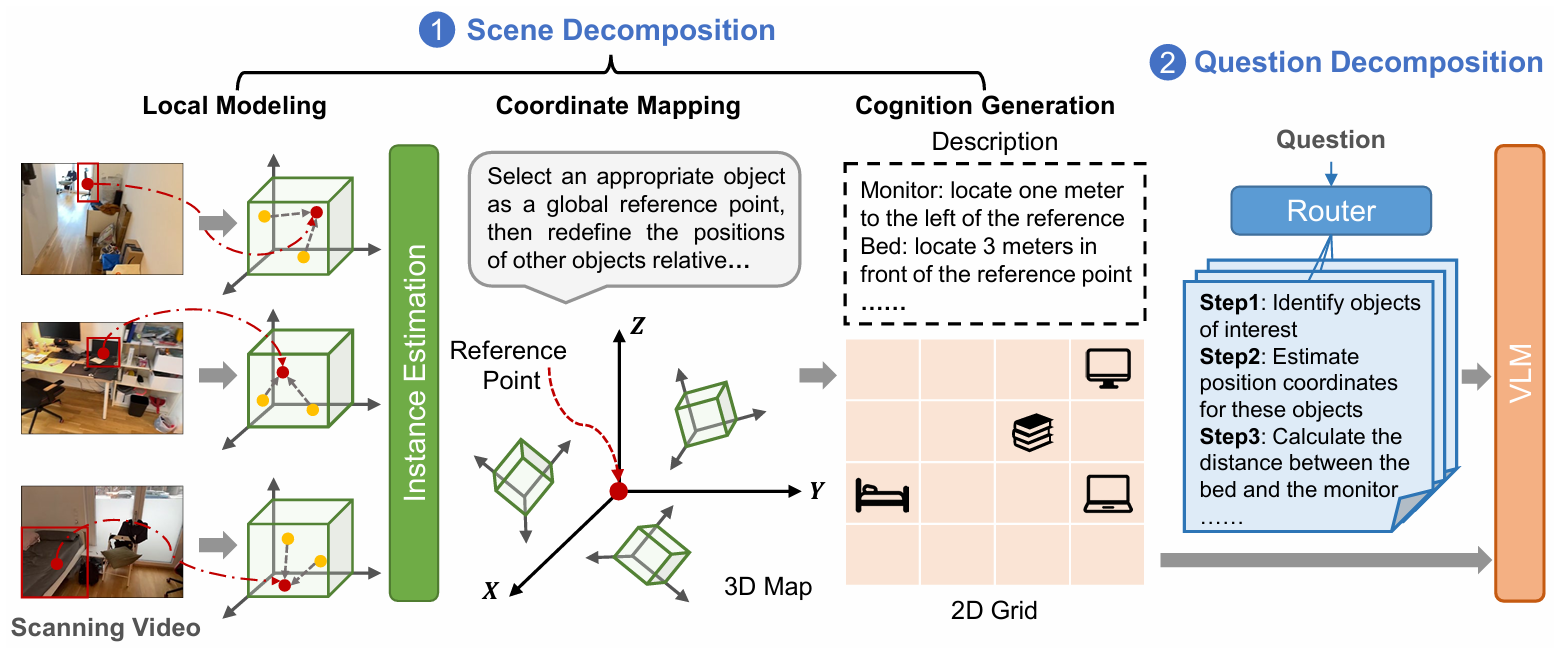 1 Scene Decomposition
2 Question Decomposition
Local Modeling
Coordinate Mapping
Cognition Generation
Scanning Video
Instance Estimation
Select an appropriate object
as a global reference point,
then redefine the positions
of other objects relative...
Reference
Point
Z
Y
X
3D Map
Description
Monitor: locate one meter
to the left of the reference
Bed: locate 3 meters in
front of the reference point
......
2D Grid
Question
Router
Step1: Identify objects
of interest
Step2: Estimate
position coordinates
for these objects
Step3: Calculate the
distance between the
bed and the monitor
......
VLM